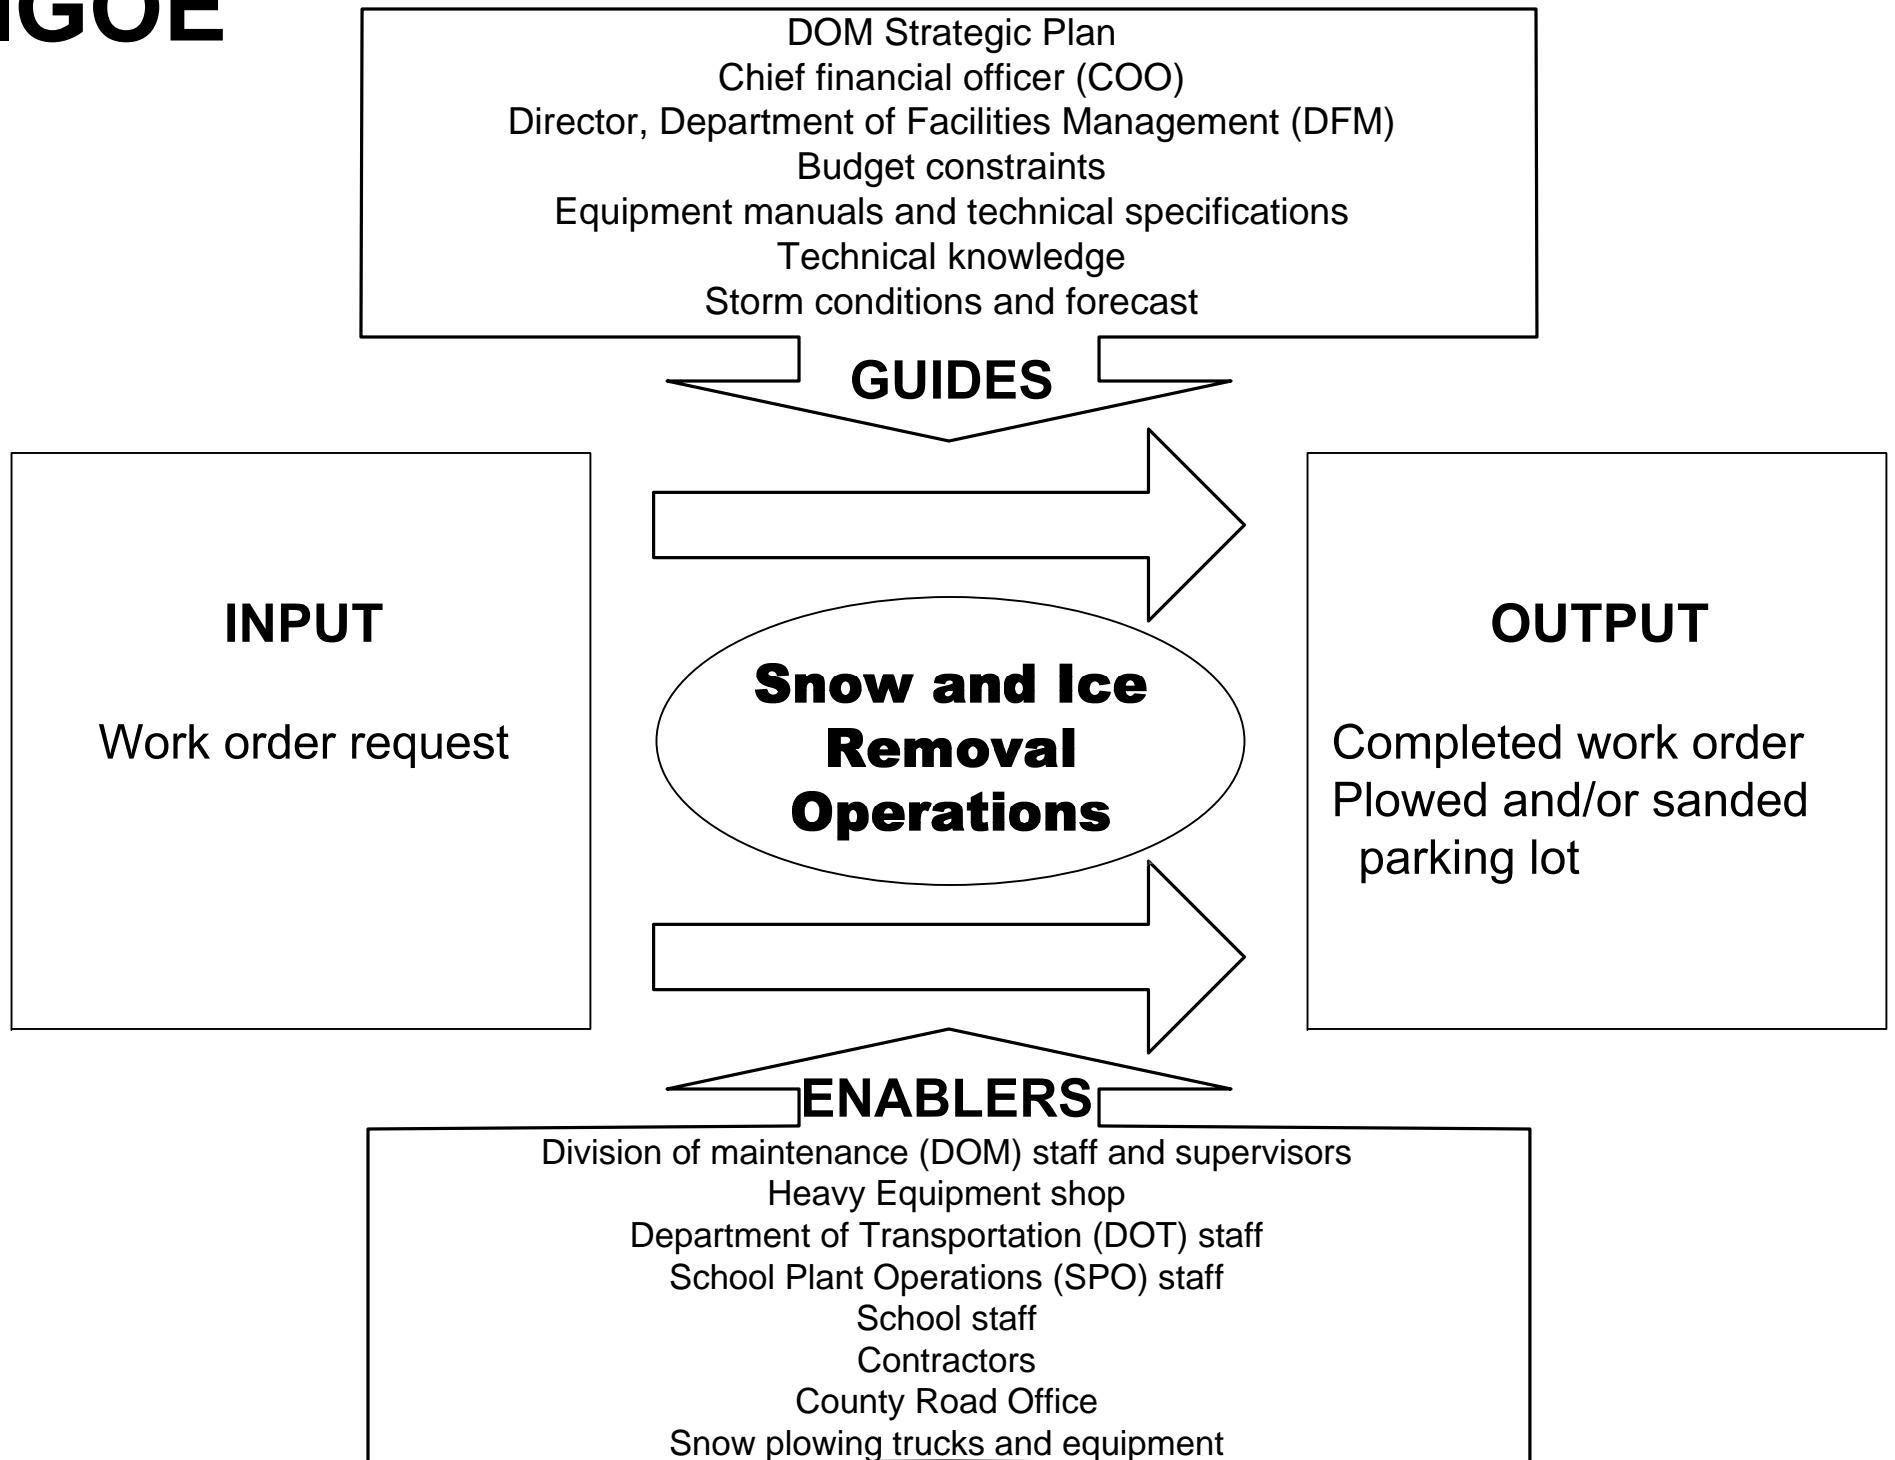 IGOE
DOM Strategic Plan
Chief financial officer (COO)
Director, Department of Facilities Management (DFM)
Budget constraints
Equipment manuals and technical specifications
Technical knowledge
Storm conditions and forecast
GUIDES
INPUT
Work order request
Snow and Ice
Removal
Operations
OUTPUT
Completed work order
Plowed and/or sanded
parking lot
ENABLERS
Division of maintenance (DOM) staff and supervisors
Heavy Equipment shop
Department of Transportation (DOT) staff
School Plant Operations (SPO) staff
School staff
Contractors
County Road Office
Snow plowing trucks and equipment